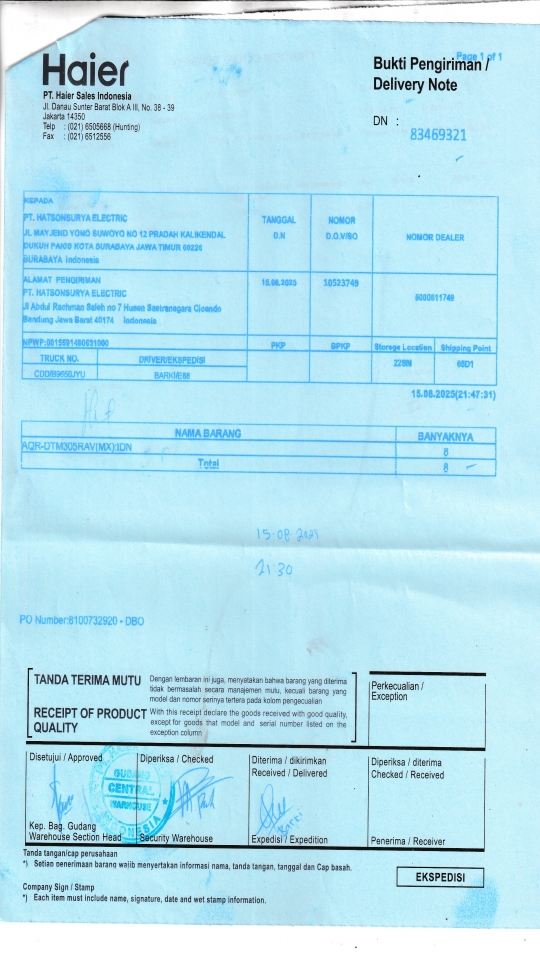 Page 1 of 1
Haier
Bukti Pengiriman /
Delivery Note
PT. Haier Sales Indonesia
Jl. Danau Sunter Barat Blok A III, No. 38 - 39
Jakarta 14350
Telp : (021) 6505668 (Hunting)
Fax : (021) 6512556
DN :
83469321
KEPADA
PT. HATSONSURYA ELECTRIC
JL MAYJEND YONO SUWOYO NO 12 PRADAH KALIKENDAL
DUKUH PAKIS KOTA SURABAYA JAWA TIMUR 60226
SURABAYA Indonesia
TANGGAL
D.N
NOMOR
D.O.V/SO
NOMOR DEALER
ALAMAT PENGIRIMAN
PT. HATSONSURYA ELECTRIC
Jl Abdul Rachman Saleh no 7 Husen Sastranegara Cicendo
Bandung Jawa Barat 40174 Indonesia
15.08.2025
10523749
NPWP:
PKP
BPKP
Storage Location
Shipping Point
TRUCK NO.
DRIVER/EKSPEDISI
BARKIE88
15.08.2025(21:47:31)
NAMA BARANG
BANYAKNYA
AQR-DTM305RAV(MX):IDN
8
Total
8
15.08.2025
21:30
PO Number:8100732920 - DBO
TANDA TERIMA MUTU
Dengan lembaran ini juga, menyatakan bahwa barang yang diterima
tidak bermasalah secara manajemen mutu, kecuali barang yang
model dan nomor serinya tertera pada kolom pengecualian
RECEIPT OF PRODUCT
QUALITY
With this receipt declare the goods received with good quality,
except for goods that model and serial number listed on the
exception column
Perkecualian /
Exception
Disetujui / Approved
Diperiksa / Checked
Diterima / dikirimkan
Received / Delivered
Diperiksa / diterima
Checked / Received
GUDANG
CENTRAL
WARHOUSE
Kep. Bag. Gudang
Warehouse Section Head
Security Warehouse
Expedisi / Expedition
Penerima / Receiver
Tanda tangan/cap perusahaan
*) Setiao oenerimaan barang waiib menyertakan informasi nama, tanda tangan, tanggal dan Cap basah.
EKSPEDISI
Company Sign / Stamp
*) Each item must include name, signature, date and wet stamp information.